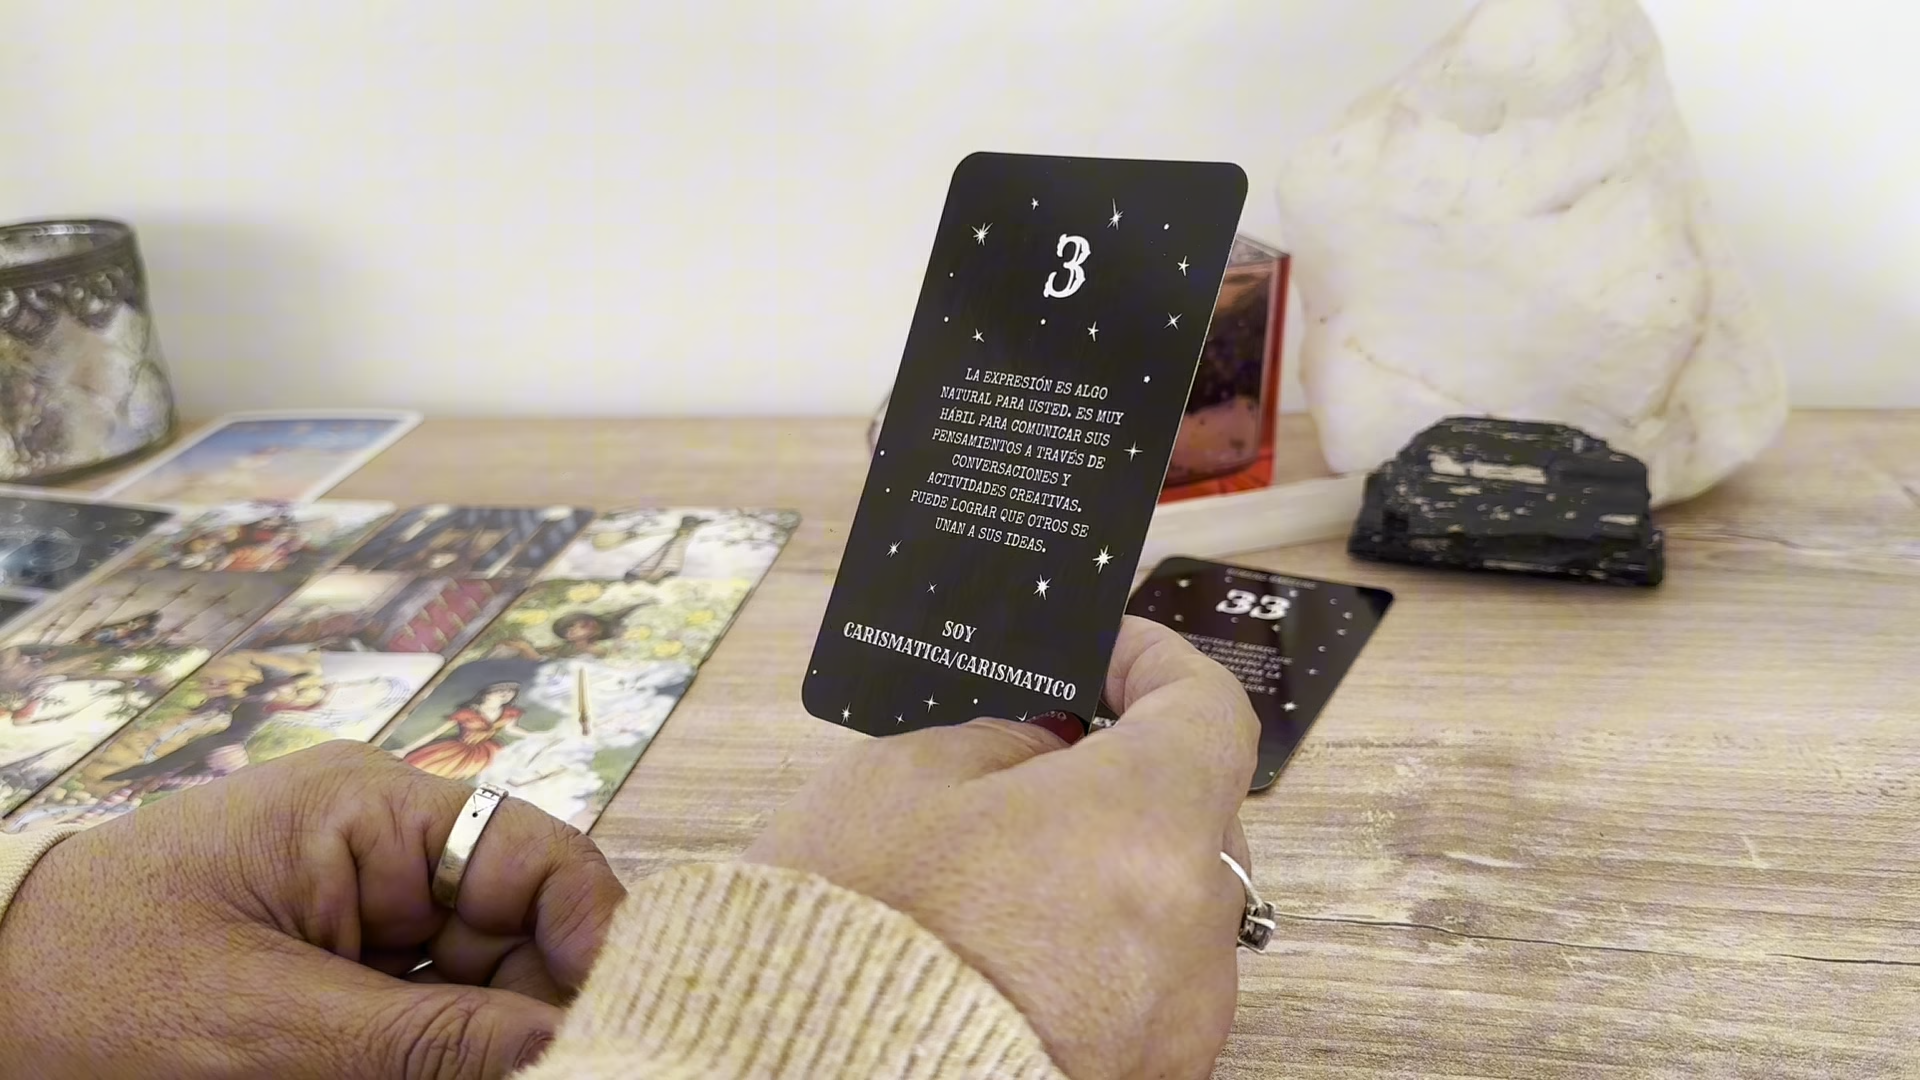 3
LA EXPRESIÓN ES ALGO
NATURAL PARA USTED. ES MUY
HÁBIL PARA COMUNICAR SUS
PENSAMIENTOS A TRAVÉS DE
CONVERSACIONES Y
ACTIVIDADES CREATIVAS.
PUEDE LOGRAR QUE OTROS SE
UNAN A SUS IDEAS.
SOY
CARISMATICA/CARISMATICO
33